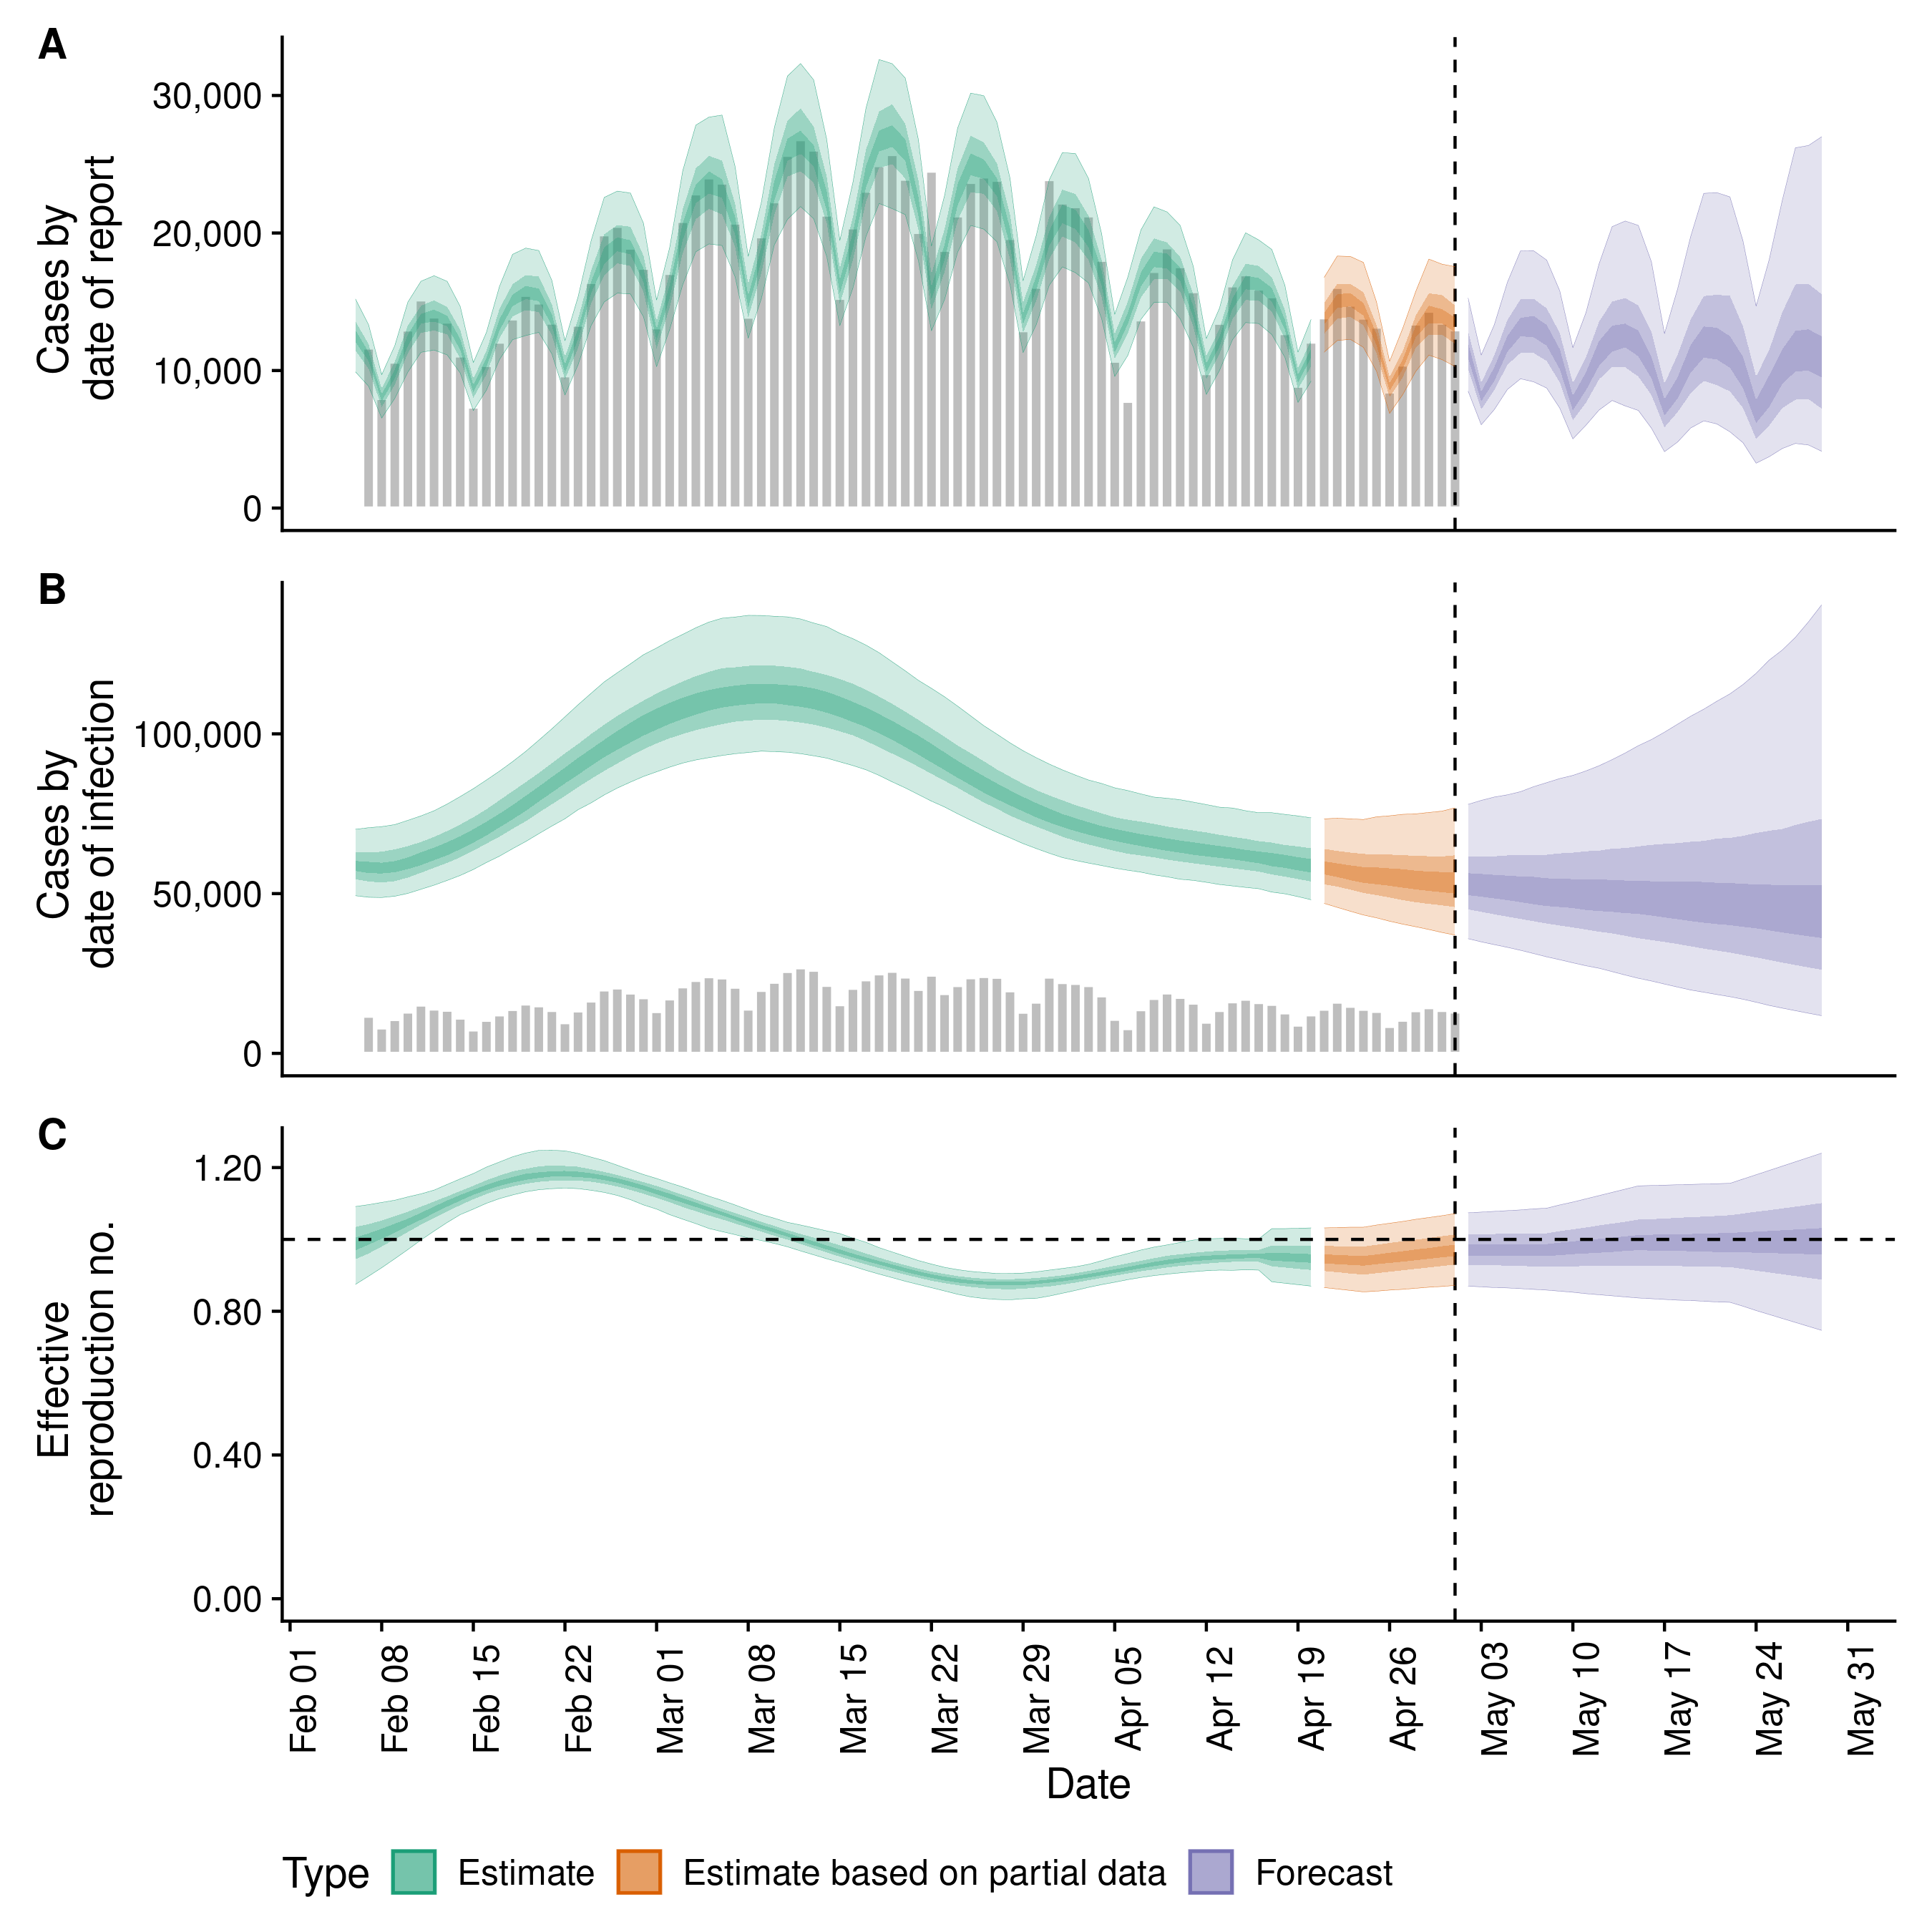 A
Cases by
date of report
30,000
20,000
10,000
0
B
Cases by
date of infection
100,000
50,000
0
C
Effective
reproduction no.
1.20
0.80
0.40
0.00
Feb 01
Feb 08
Feb 15
Feb 22
Mar 01
Mar 08
Mar 15
Mar 22
Mar 29
Apr 05
Apr 12
Apr 19
Apr 26
May 03
May 10
May 17
May 24
May 31
Date
Type Estimate Estimate based on partial data Forecast